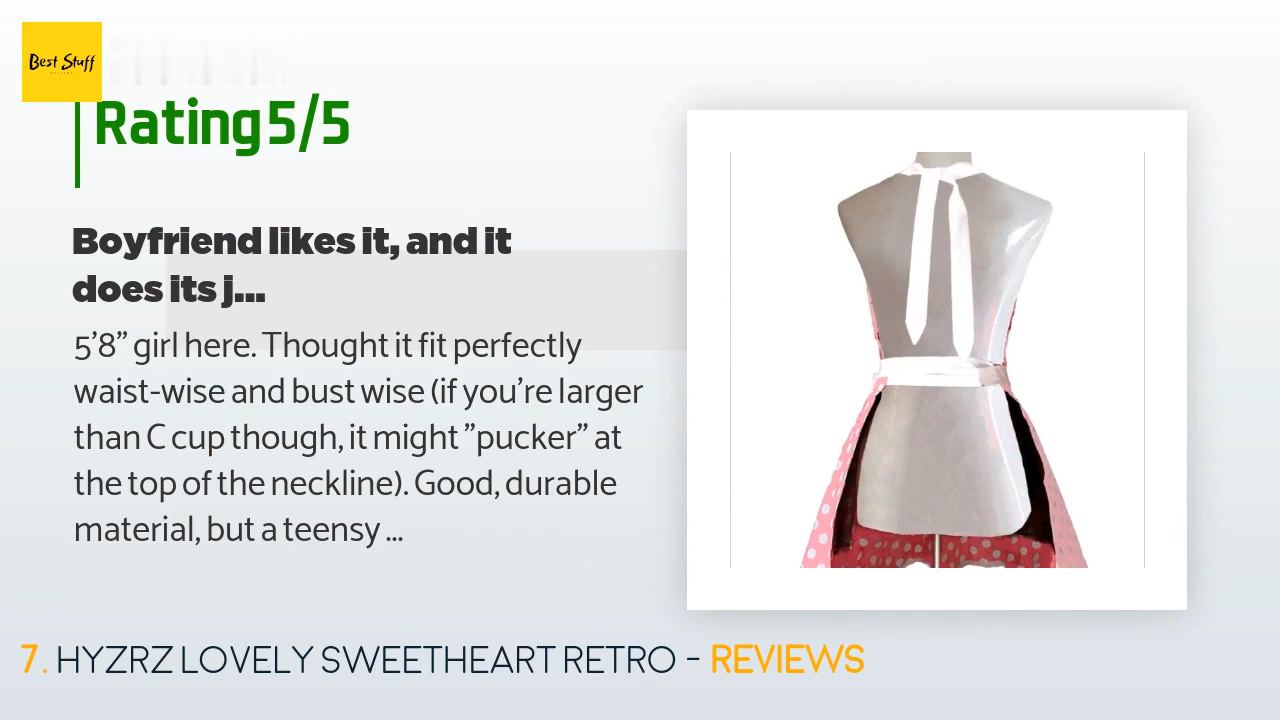 Best Stuff
Rating 5/5
Boyfriend likes it, and it
does its j...
5'8" girl here. Thought it fit perfectly
waist-wise and bust wise (if you're larger
than C cup though, it might "pucker" at
the top of the neckline). Good, durable
material, but a teensy ...
7. HYZRZ LOVELY SWEETHEART RETRO - REVIEWS